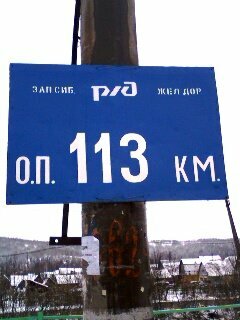 ЗАП СИБ. РЖД ЖЕЛ ДОР
О.П. 113 КМ.